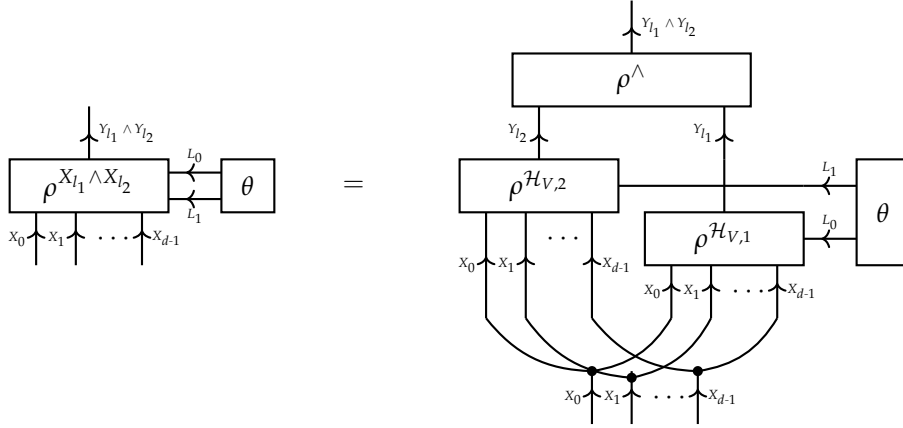 Y_{l_1} ∧ Y_{l_2}
ρ^∧
Y_{l_1} ∧ Y_{l_2} Y_{l_2} Y_{l_1}
L_0 L_1
ρ^{X_{l_1} ∧ X_{l_2}} θ = ρ^{\mathcal{H}_{V,2}} θ
L_1 ρ^{\mathcal{H}_{V,1}} L_0
X_0 X_1 ... X_{d-1} ...
X_0 X_1 X_{d-1} X_0 X_1 .... X_{d-1}
X_0 X_1 .... X_{d-1}